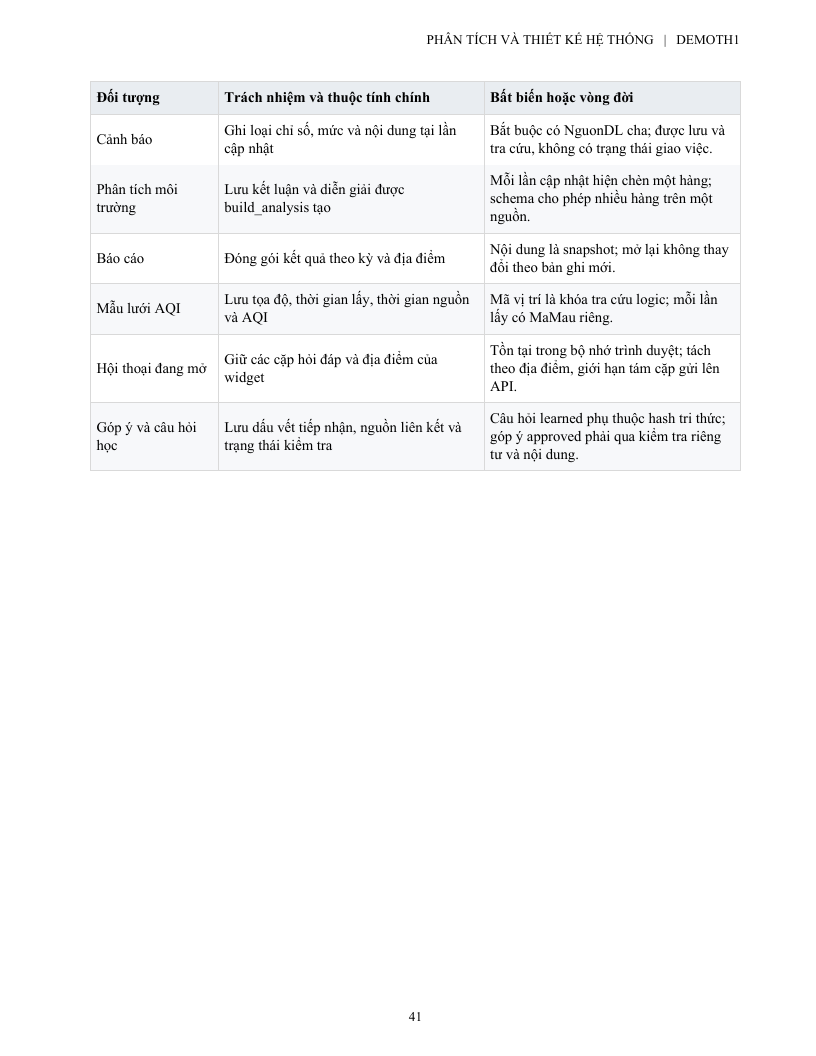 PHÂN TÍCH VÀ THIẾT KẾ HỆ THỐNG | DEMOTH1
Đối tượng
Trách nhiệm và thuộc tính chính
Bất biến hoặc vòng đời
Cảnh báo
Ghi loại chỉ số, mức và nội dung tại lần
cập nhật
Bắt buộc có NguonDL cha; được lưu và
tra cứu, không có trạng thái giao việc.
Phân tích môi
trường
Lưu kết luận và diễn giải được
build_analysis tạo
Mỗi lần cập nhật hiện chèn một hàng;
schema cho phép nhiều hàng trên một
nguồn.
Báo cáo
Đóng gói kết quả theo kỳ và địa điểm
Nội dung là snapshot; mở lại không thay
đổi theo bản ghi mới.
Mẫu lưới AQI
Lưu tọa độ, thời gian lấy, thời gian nguồn
và AQI
Mã vị trí là khóa tra cứu logic; mỗi lần
lấy có MaMau riêng.
Hội thoại đang mở
Giữ các cặp hỏi đáp và địa điểm của
widget
Tồn tại trong bộ nhớ trình duyệt; tách
theo địa điểm, giới hạn tám cặp gửi lên
API.
Góp ý và câu hỏi
học
Lưu dấu vết tiếp nhận, nguồn liên kết và
trạng thái kiểm tra
Câu hỏi learned phụ thuộc hash tri thức;
góp ý approved phải qua kiểm tra riêng
tư và nội dung.
41